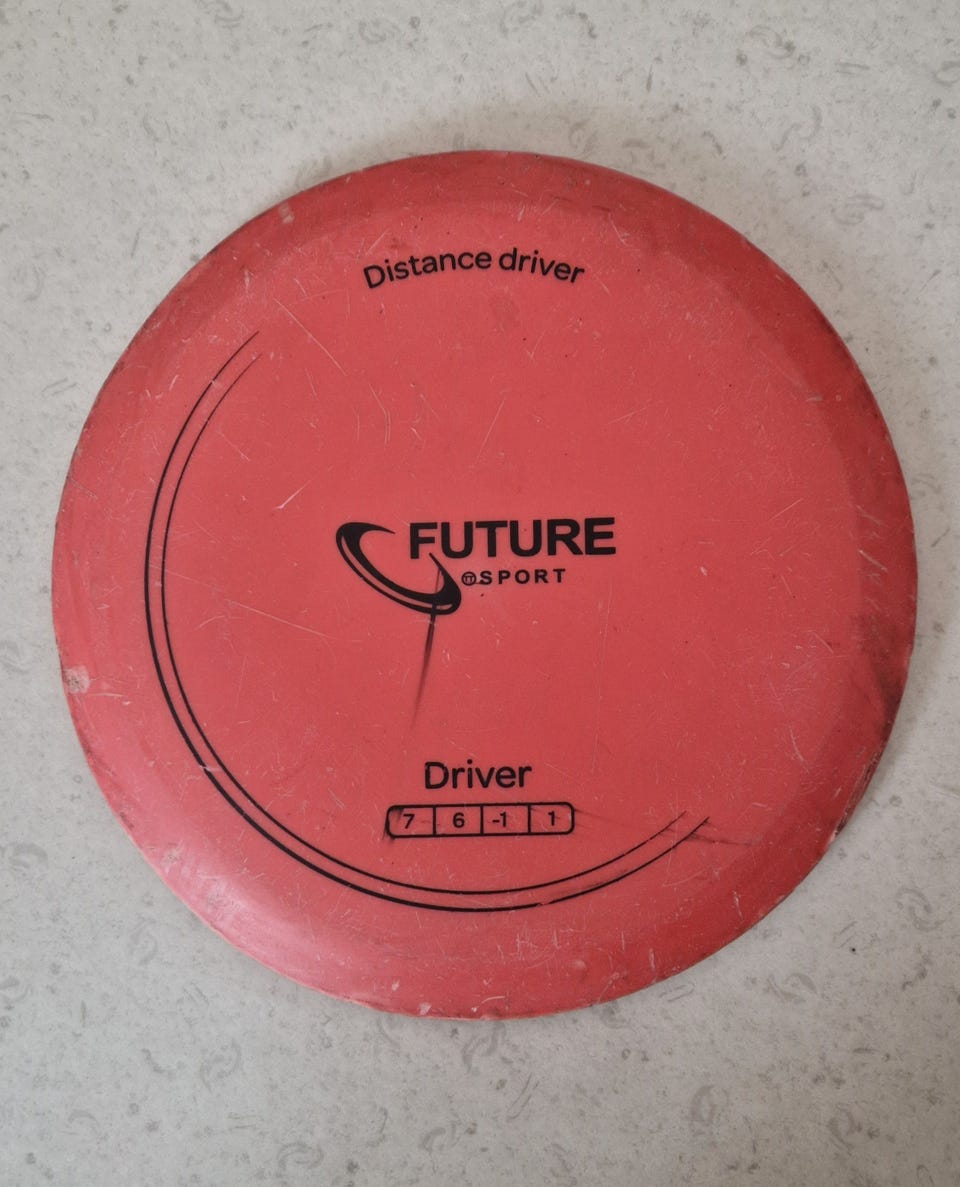 Distance driver
FUTURE
SPORT
Driver
7 6 -1 1